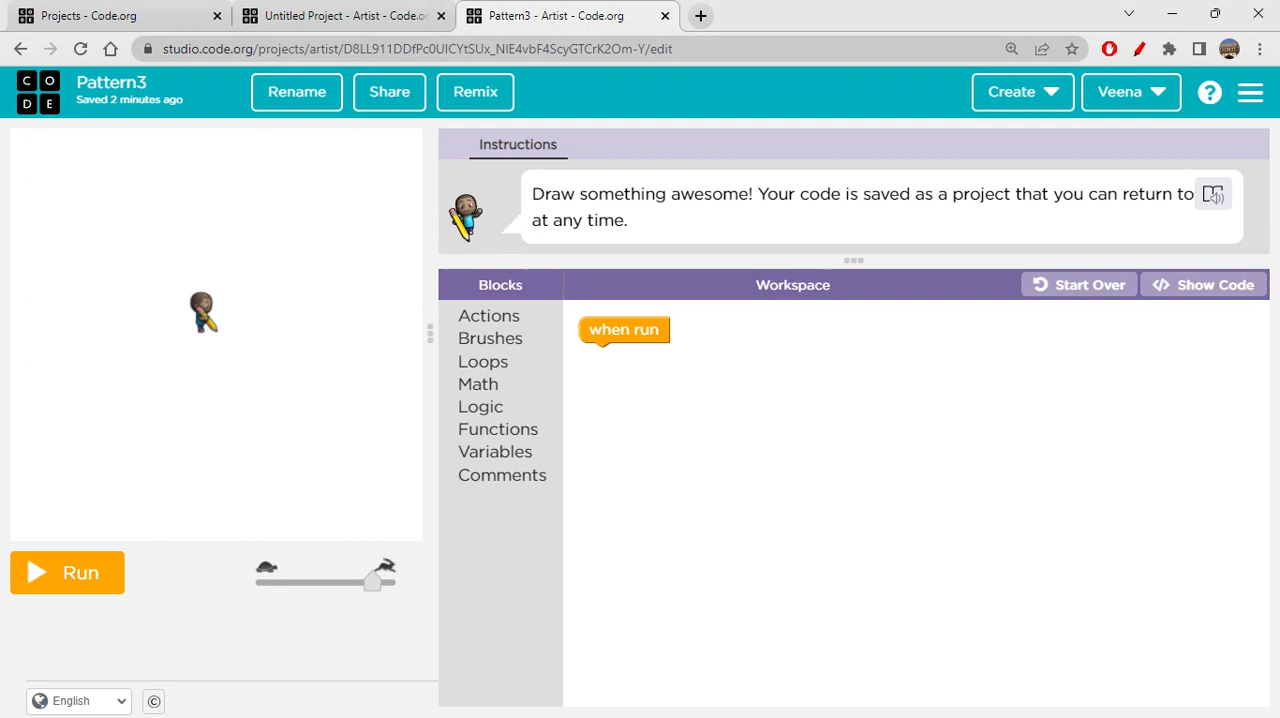 Projects - Code.org
Untitled Project - Artist - Code.o
Pattern3 - Artist - Code.org
studio.code.org/projects/artist/D8LL911DDfPc0UICYtSUx_NIE4vbF4ScyGTCrK2Om-Y/edit
C O
D E
Pattern3
Saved 2 minutes ago
Rename
Share
Remix
Create
Veena
?
Instructions
Draw something awesome! Your code is saved as a project that you can return to
at any time.
Blocks
Workspace
Start Over
Show Code
Actions
Brushes
Loops
Math
Logic
Functions
Variables
Comments
when run
Run
English
©